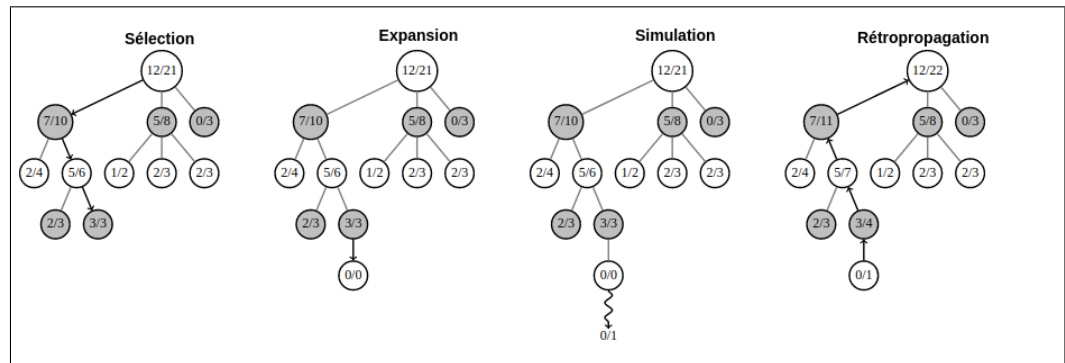 Sélection
12/21
7/10 5/8 0/3
2/4 5/6 1/2 2/3 2/3
2/3 3/3
Expansion
12/21
7/10 5/8 0/3
2/4 5/6 1/2 2/3 2/3
2/3 3/3
0/0
Simulation
12/21
7/10 5/8 0/3
2/4 5/6 1/2 2/3 2/3
2/3 3/3
0/0
0/1
Rétropropagation
12/22
7/11 5/8 0/3
2/4 5/7 1/2 2/3 2/3
2/3 3/4
0/1